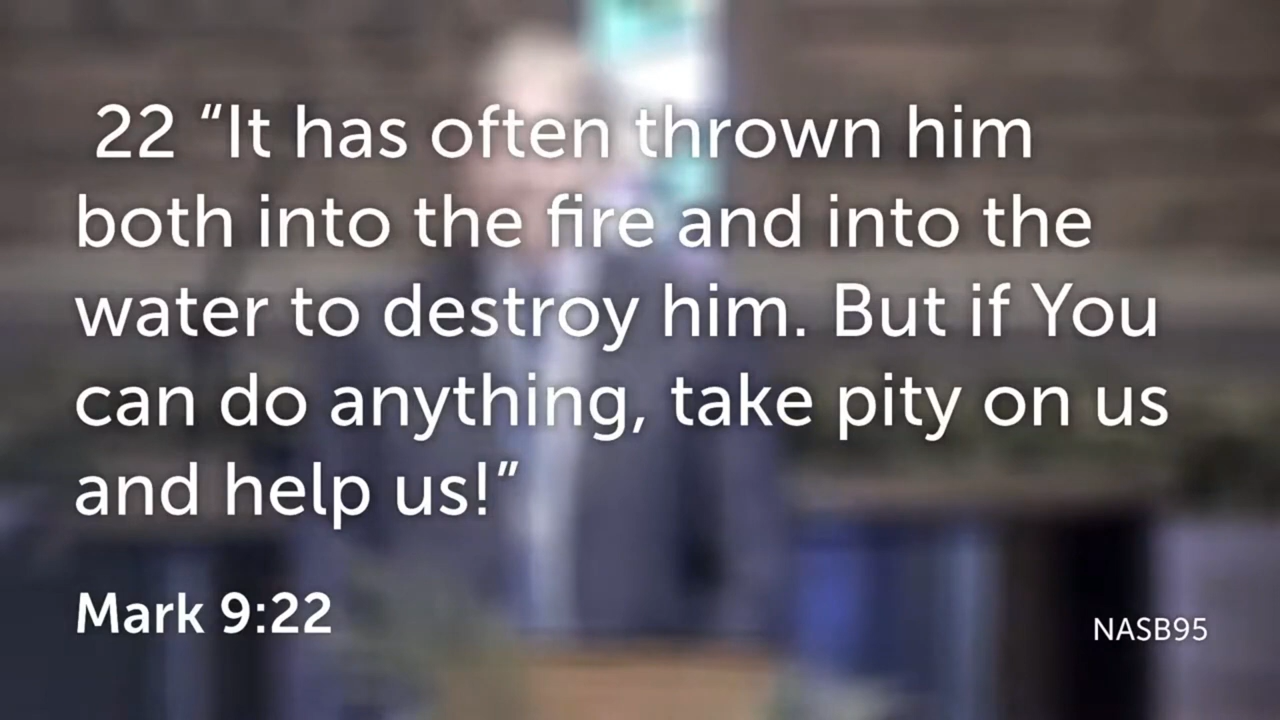 22 “It has often thrown him
both into the fire and into the
water to destroy him. But if You
can do anything, take pity on us
and help us!”
Mark 9:22
NASB95